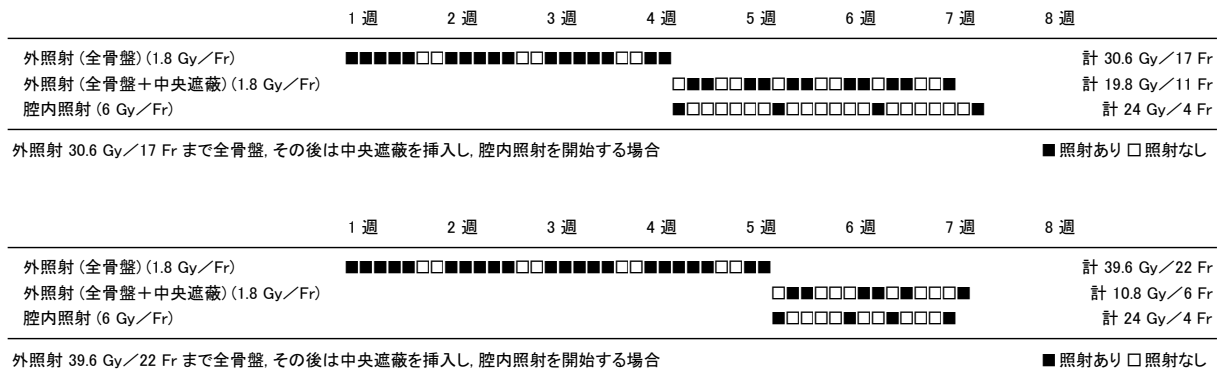 1 週 2 週 3 週 4 週 5 週 6 週 7 週 8 週
外照射 (全骨盤) (1.8 Gy／Fr) ■■■■■□□■■■■■□□■■■■■□□■■ 計 30.6 Gy／17 Fr
外照射 (全骨盤＋中央遮蔽) (1.8 Gy／Fr) □■■□□■■□■■□□■■□■■□□■ 計 19.8 Gy／11 Fr
腔内照射 (6 Gy／Fr) ■□□□□□□■□□□□□□■□□□□□□■ 計 24 Gy／4 Fr
外照射 30.6 Gy／17 Fr まで全骨盤, その後は中央遮蔽を挿入し, 腔内照射を開始する場合 ■ 照射あり □ 照射なし
1 週 2 週 3 週 4 週 5 週 6 週 7 週 8 週
外照射 (全骨盤) (1.8 Gy／Fr) ■■■■■□□■■■■■□□■■■■■□□■■■■■□□■■ 計 39.6 Gy／22 Fr
外照射 (全骨盤＋中央遮蔽) (1.8 Gy／Fr) □■■□□□■■□■□□□■ 計 10.8 Gy／6 Fr
腔内照射 (6 Gy／Fr) ■□□□□■□□■□□□■ 計 24 Gy／4 Fr
外照射 39.6 Gy／22 Fr まで全骨盤, その後は中央遮蔽を挿入し, 腔内照射を開始する場合 ■ 照射あり □ 照射なし